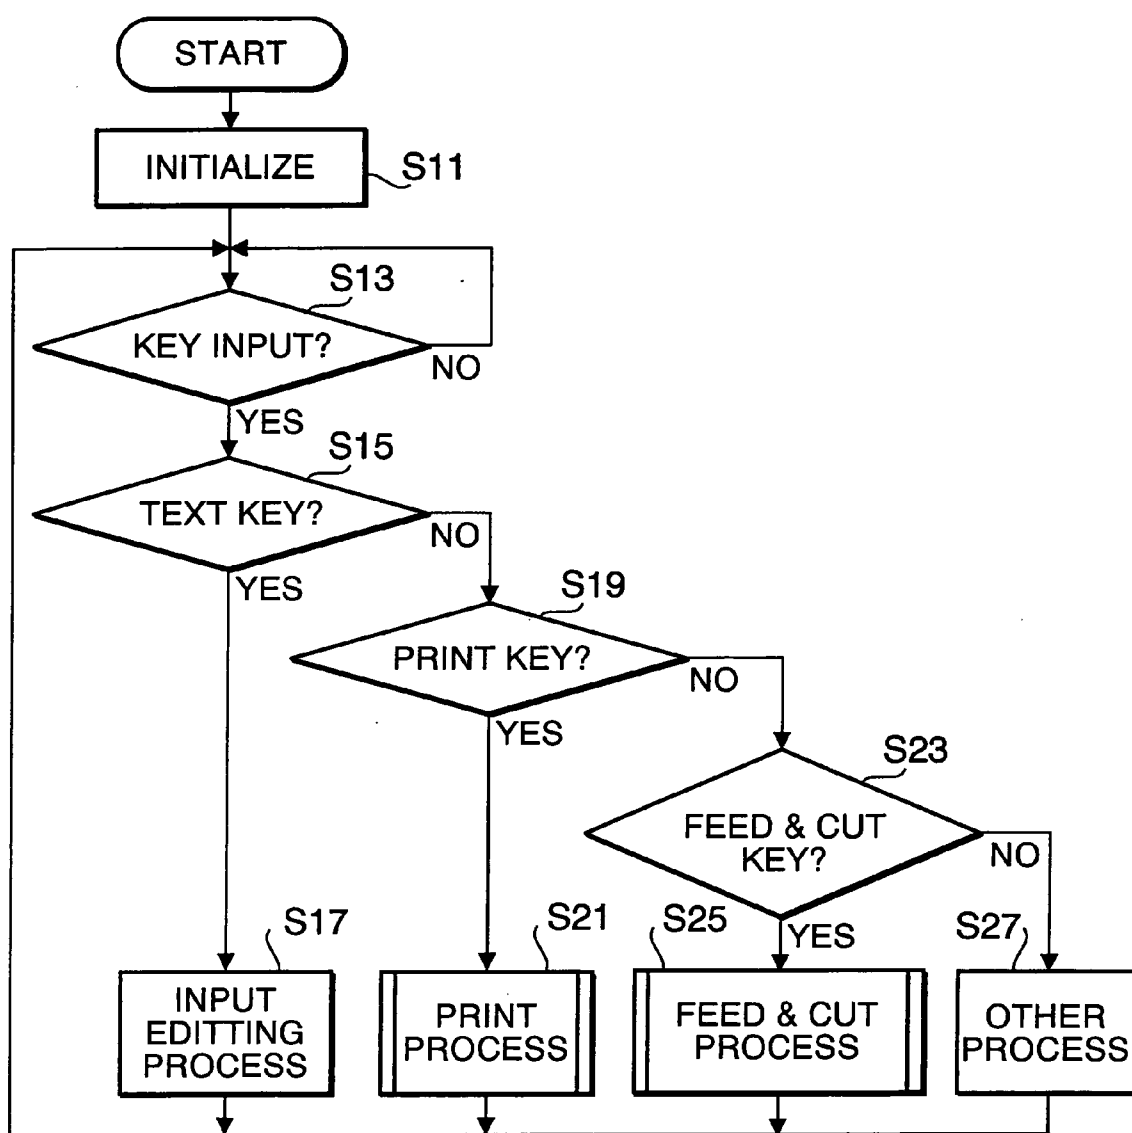 START
INITIALIZE
S11
S13
KEY INPUT?
NO
YES
S15
TEXT KEY?
NO
YES
S19
PRINT KEY?
NO
YES
S23
FEED & CUT
KEY?
NO
YES
S17
INPUT
EDITTING
PROCESS
S21
PRINT
PROCESS
S25
FEED & CUT
PROCESS
S27
OTHER
PROCESS